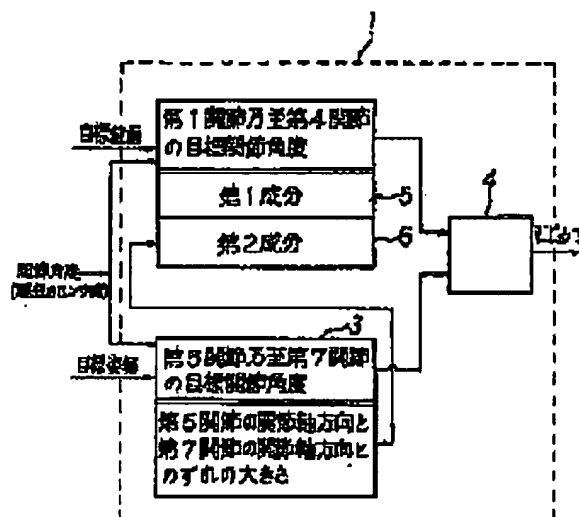 1
第1関節乃至第4関節
の目標関節角度
目標位置
第1成分
5
4
第2成分
6
関節角度
3
第5関節乃至第7関節
の目標関節角度
目標姿勢
第5関節の関節軸方向と
第7関節の関節軸方向と
のずれの大きさ